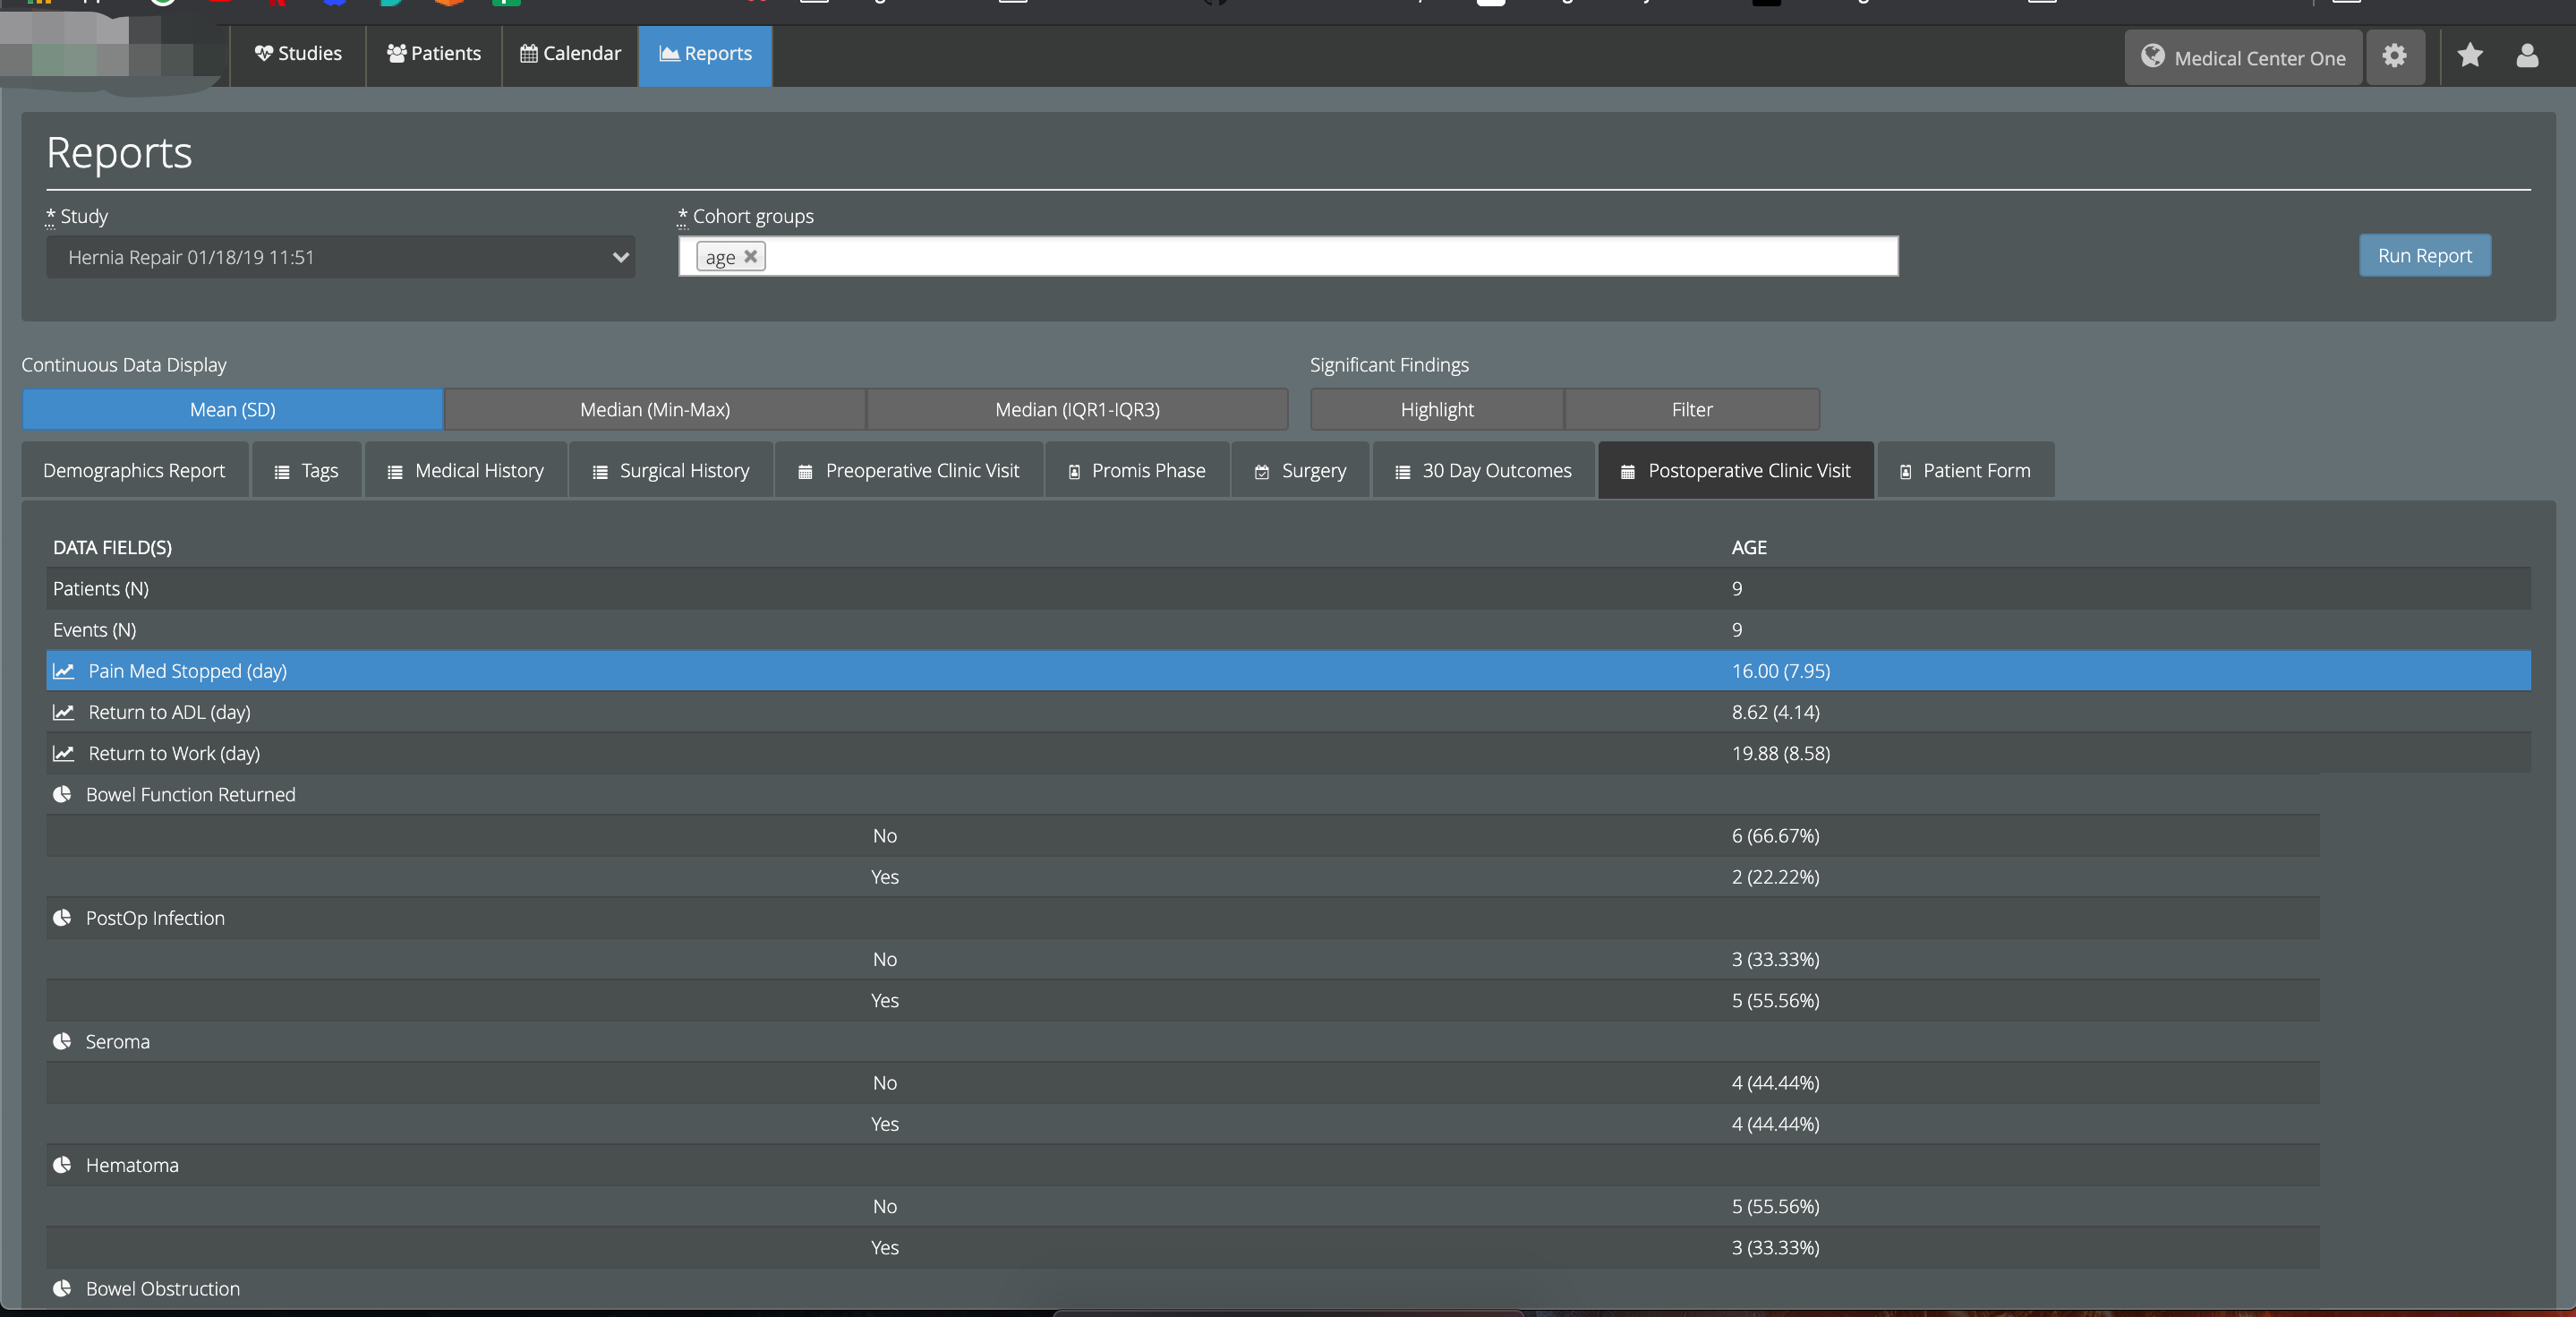 Studies Patients Calendar Reports Medical Center One
Reports
* Study * Cohort groups
Hernia Repair 01/18/19 11:51 age Run Report
Continuous Data Display Significant Findings
Mean (SD) Median (Min-Max) Median (IQR1-IQR3) Highlight Filter
Demographics Report Tags Medical History Surgical History Preoperative Clinic Visit Promis Phase Surgery 30 Day Outcomes Postoperative Clinic Visit Patient Form
DATA FIELD(S) AGE
Patients (N) 9
Events (N) 9
Pain Med Stopped (day) 16.00 (7.95)
Return to ADL (day) 8.62 (4.14)
Return to Work (day) 19.88 (8.58)
Bowel Function Returned
No 6 (66.67%)
Yes 2 (22.22%)
PostOp Infection
No 3 (33.33%)
Yes 5 (55.56%)
Seroma
No 4 (44.44%)
Yes 4 (44.44%)
Hematoma
No 5 (55.56%)
Yes 3 (33.33%)
Bowel Obstruction